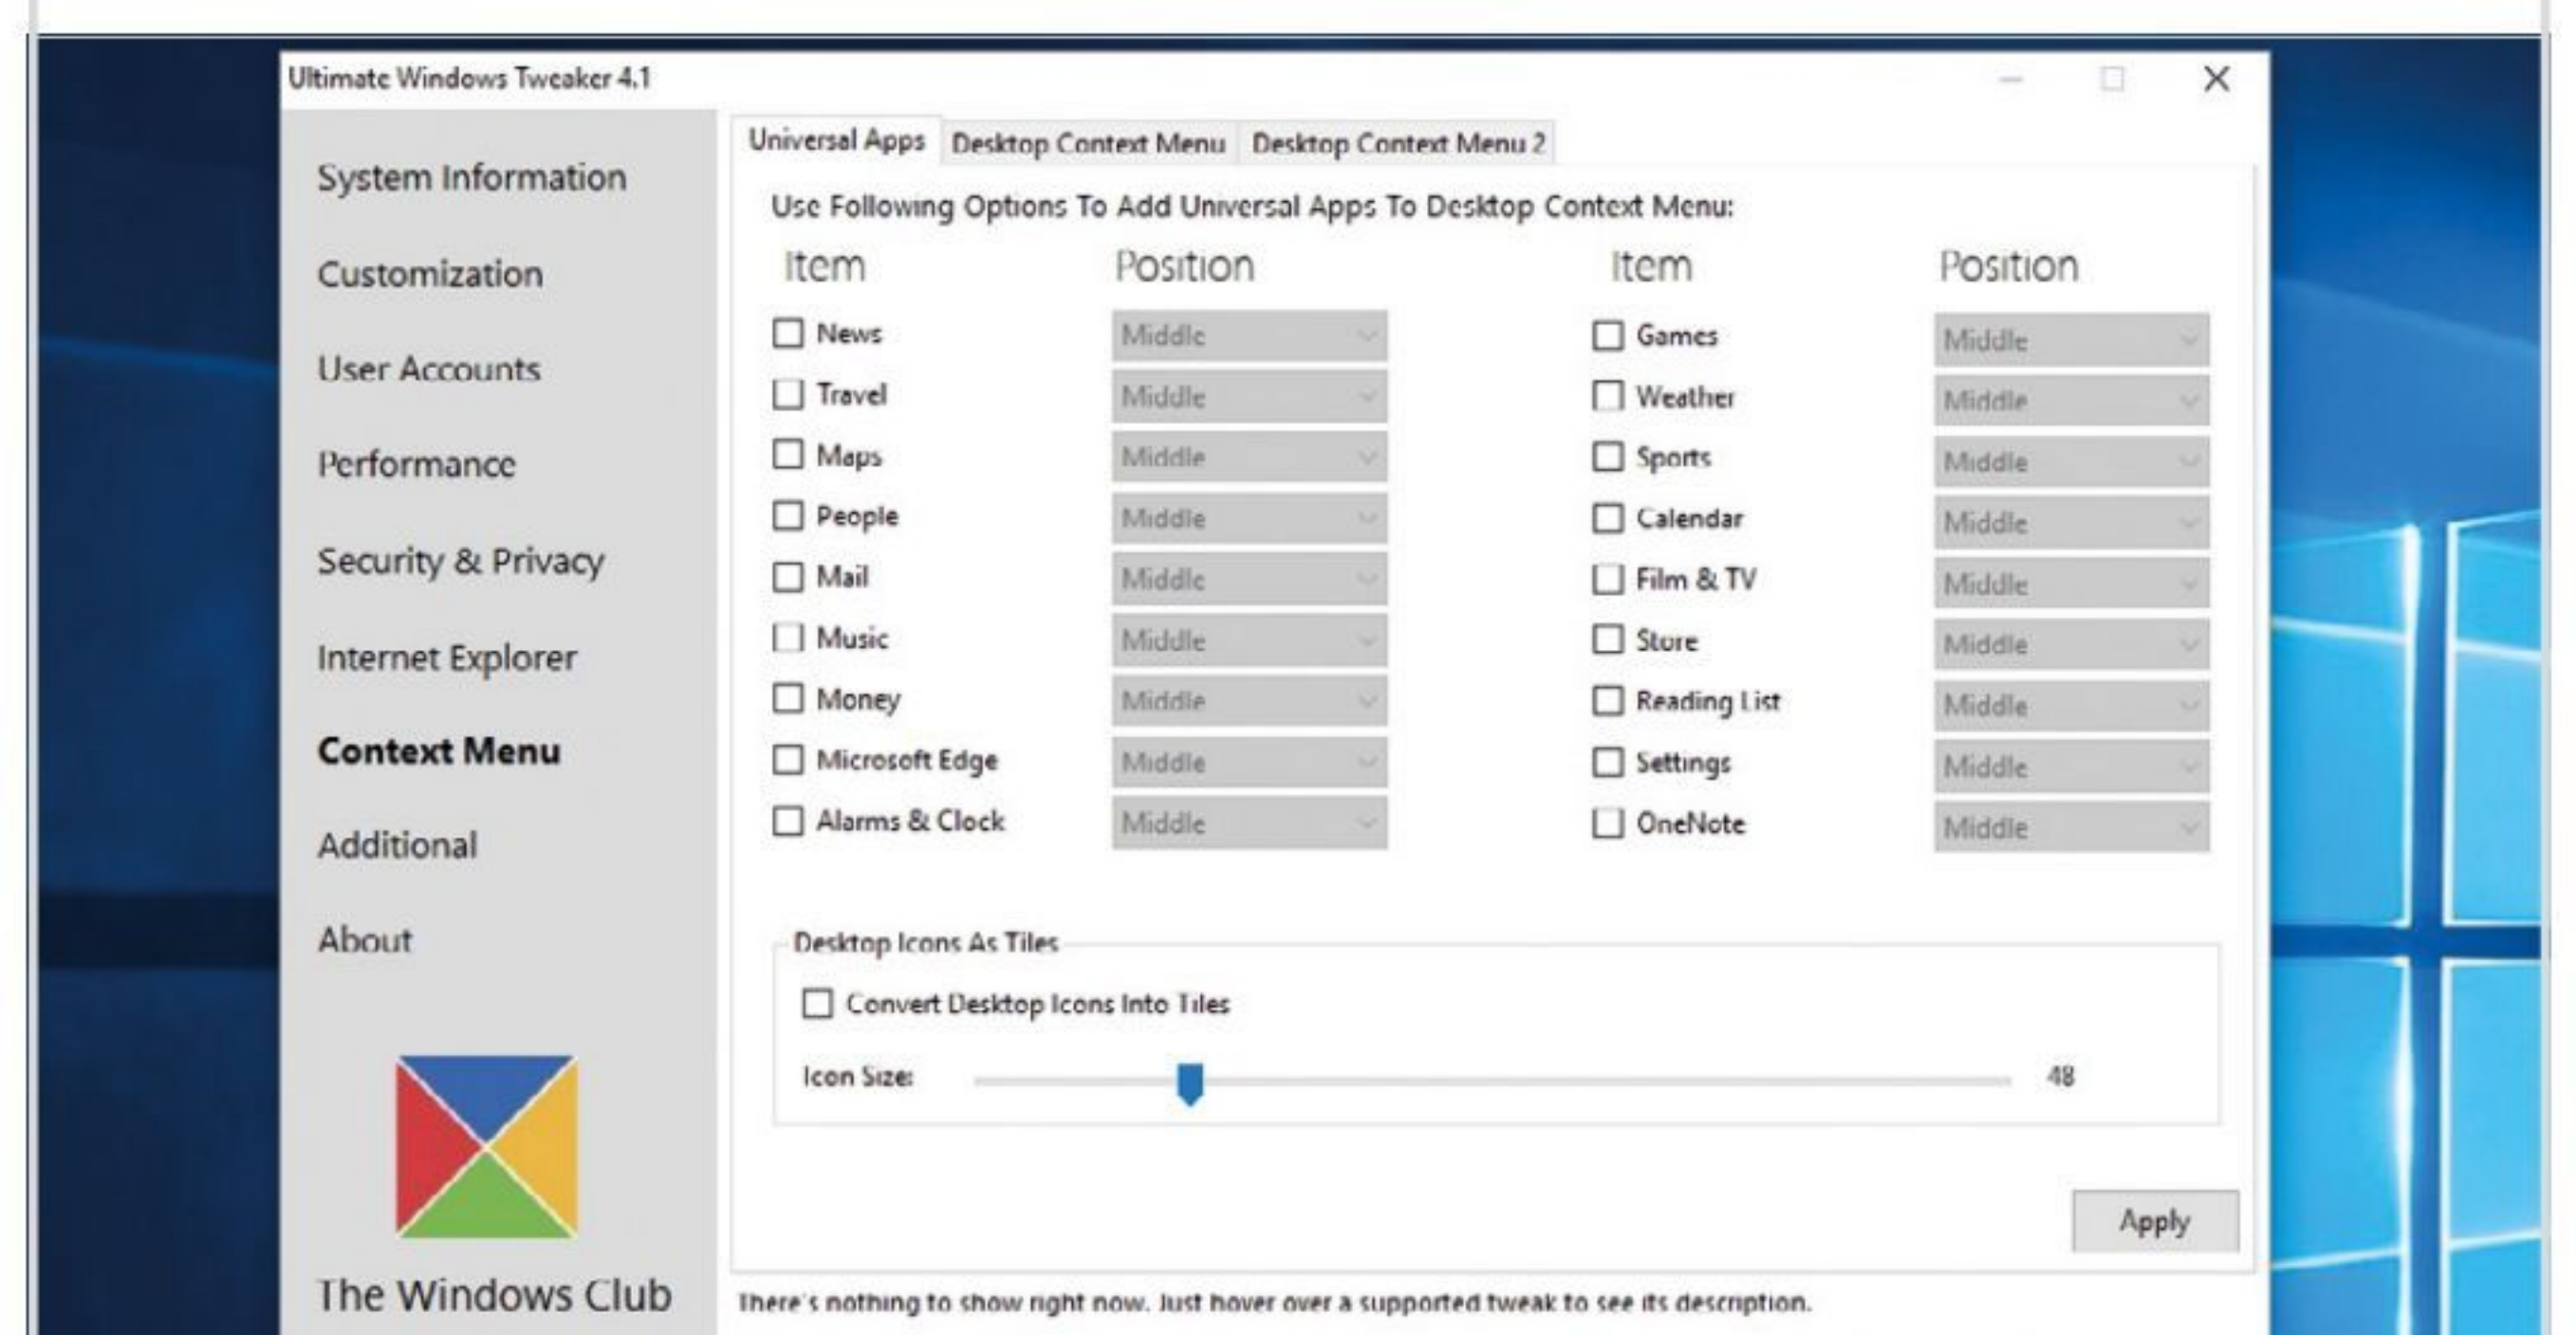 Ultimate Windows Tweaker 4.1
System Information
Customization
User Accounts
Performance
Security & Privacy
Internet Explorer
Context Menu
Additional
About
The Windows Club
Universal Apps Desktop Context Menu Desktop Context Menu 2
Use Following Options To Add Universal Apps To Desktop Context Menu:
Item Position Item Position
News Middle Games Middle
Travel Middle Weather Middle
Maps Middle Sports Middle
People Middle Calendar Middle
Mail Middle Film & TV Middle
Music Middle Store Middle
Money Middle Reading List Middle
Microsoft Edge Middle Settings Middle
Alarms & Clock Middle OneNote Middle
Desktop Icons As Tiles
Convert Desktop Icons Into Tiles
Icon Size: 48
Apply
There's nothing to show right now. Just hover over a supported tweak to see its description.